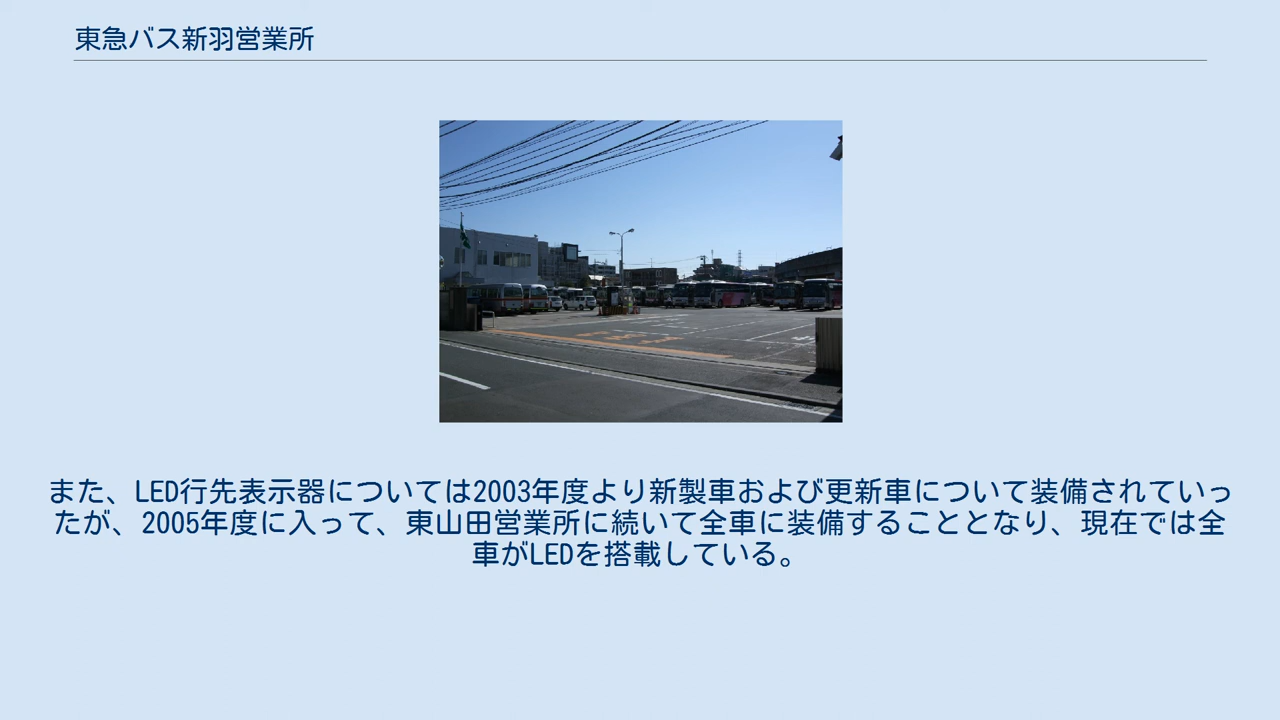 東急バス新羽営業所
また、LED行先表示器については2003年度より新製車および更新車について装備されていっ
たが、2005年度に入って、東山田営業所に続いて全車に装備することとなり、現在では全
車がLEDを搭載している。